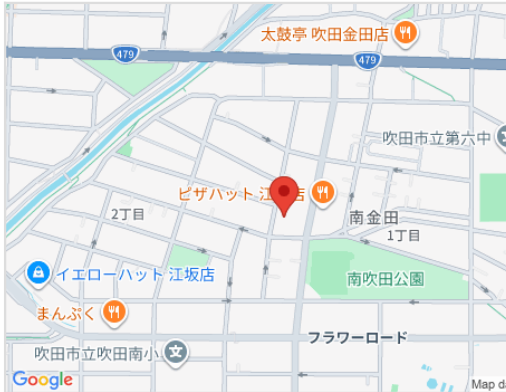 太鼓亭 吹田金田店
479
479
吹田市立第六中
ピザハット 江
店
南金田
2丁目
1丁目
イエローハット 江坂店
南吹田公園
まんぷく
フラワーロード
吹田市立吹田南小
Google
Map da